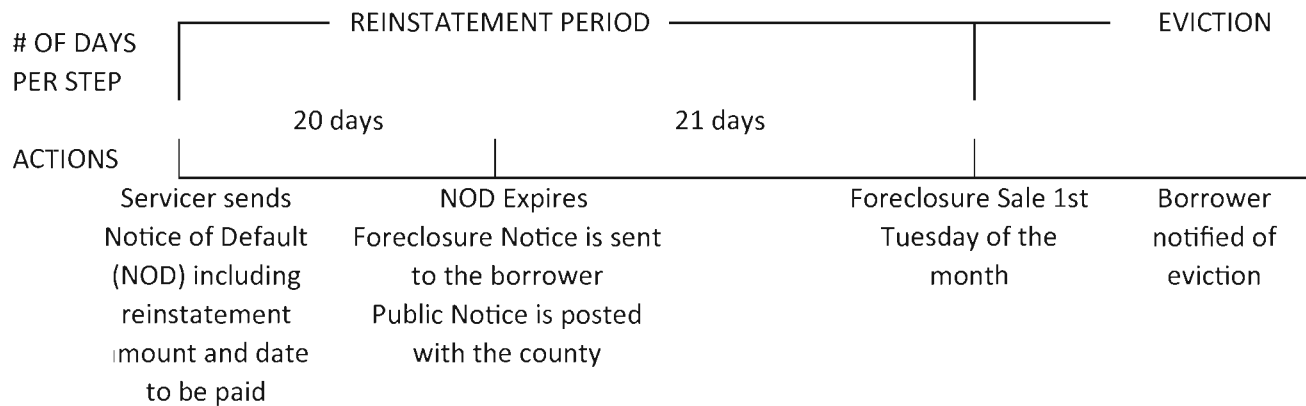 REINSTATEMENT PERIOD
EVICTION
# OF DAYS
PER STEP
20 days
21 days
ACTIONS
Servicer sends
Notice of Default
(NOD) including
reinstatement
mount and date
to be paid
NOD Expires
Foreclosure Notice is sent
to the borrower
Public Notice is posted
with the county
Foreclosure Sale 1st
Tuesday of the
month
Borrower
notified of
eviction